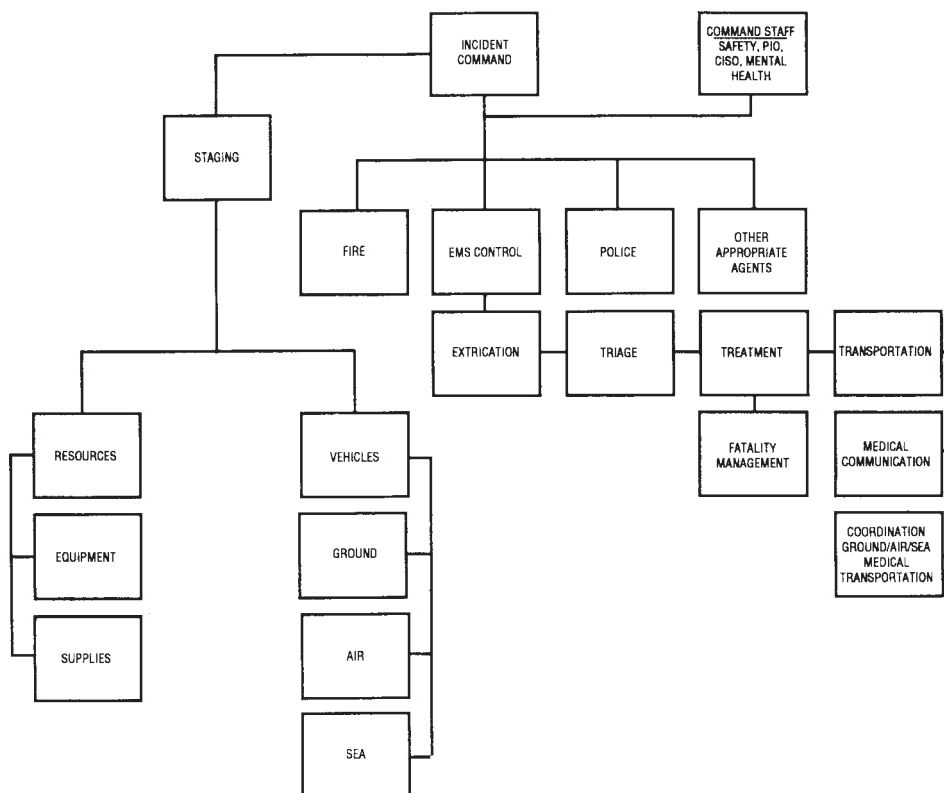 INCIDENT
COMMAND
COMMAND STAFF
SAFETY, PIO,
CISO, MENTAL
HEALTH
STAGING
FIRE
EMS CONTROL
POLICE
OTHER
APPROPRIATE
AGENTS
EXTRICATION
TRIAGE
TREATMENT
TRANSPORTATION
RESOURCES
VEHICLES
FATALITY
MANAGEMENT
MEDICAL
COMMUNICATION
EQUIPMENT
GROUND
COORDINATION
GROUND/AIR/SEA
MEDICAL
TRANSPORTATION
SUPPLIES
AIR
SEA